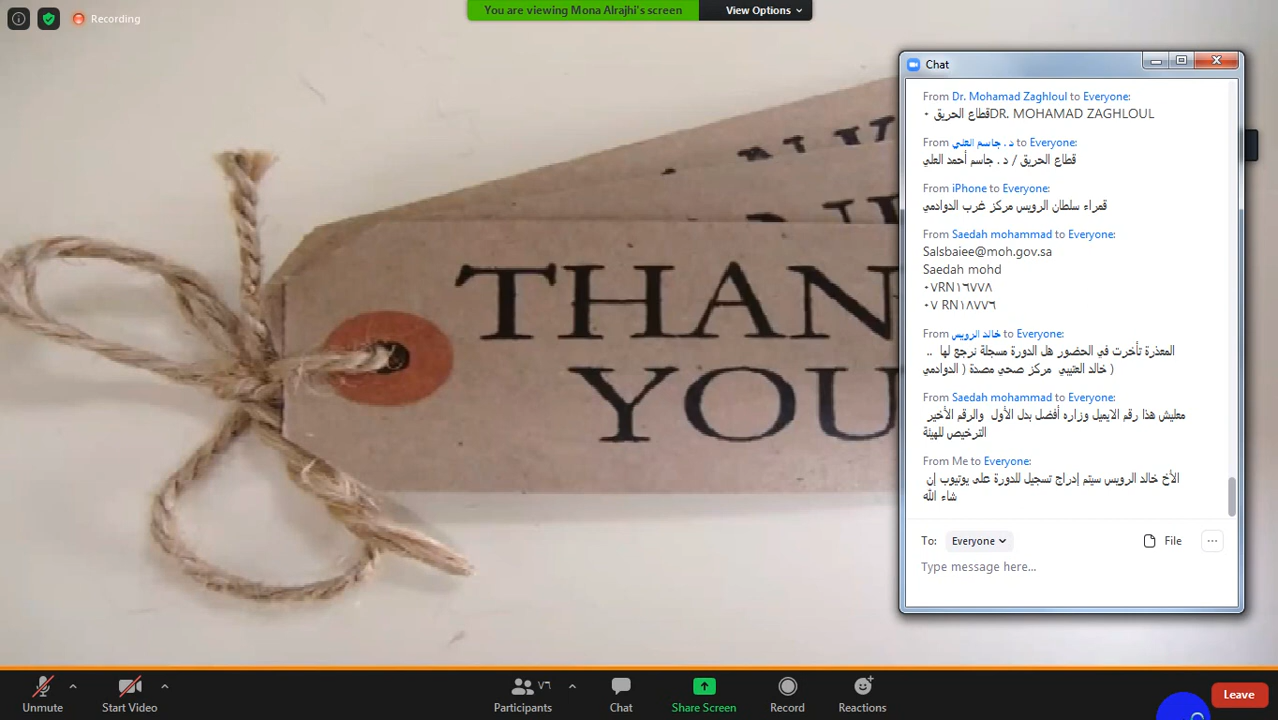 Recording
You are viewing Mona Alrajhi's screen
View Options
THAN
YOU
Chat
From Dr. Mohamad Zaghloul to Everyone:
٠ قطاع الحريقDR. MOHAMAD ZAGHLOUL
From د . جاسم العلي to Everyone:
قطاع الحريق / د . جاسم أحمد العلي
From iPhone to Everyone:
قمراء سلطان الرويس مركز غرب الدوادمي
From Saedah mohammad to Everyone:
Salsbaiee@moh.gov.sa
Saedah mohd
٠٧RN١٦٧٧٨
٠٧ RN١٨٧٧٦
From خالد الرويس to Everyone:
المعذرة تأخرت في الحضور هل الدورة مسجلة نرجع لها ..
( خالد العتيبي مركز صحي مصدة ( الدوادمي
From Saedah mohammad to Everyone:
معليش هذا رقم الايميل وزاره أفضل بدل الأول والرقم الأخير
الترخيص للهيئة
From Me to Everyone:
الأخ خالد الرويس سيتم إدراج تسجيل للدورة على يوتيوب إن
شاء الله
To: Everyone
File
Type message here...
Unmute
Start Video
٧٦
Participants
Chat
Share Screen
Record
Reactions
Leave